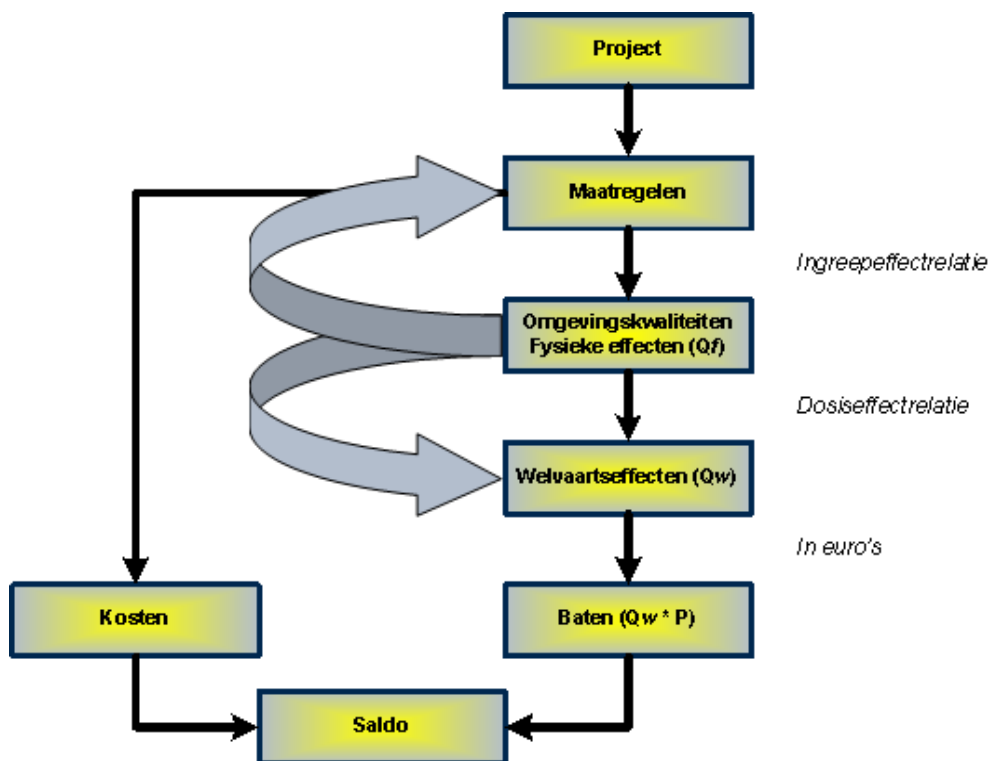 Project
Maatregelen
Ingreepeffectrelatie
Omgevingskwaliteiten
Fysieke effecten (Qf)
Dosiseffectrelatie
Welvaartseffecten (Qw)
In euro's
Kosten
Baten (Qw * P)
Saldo